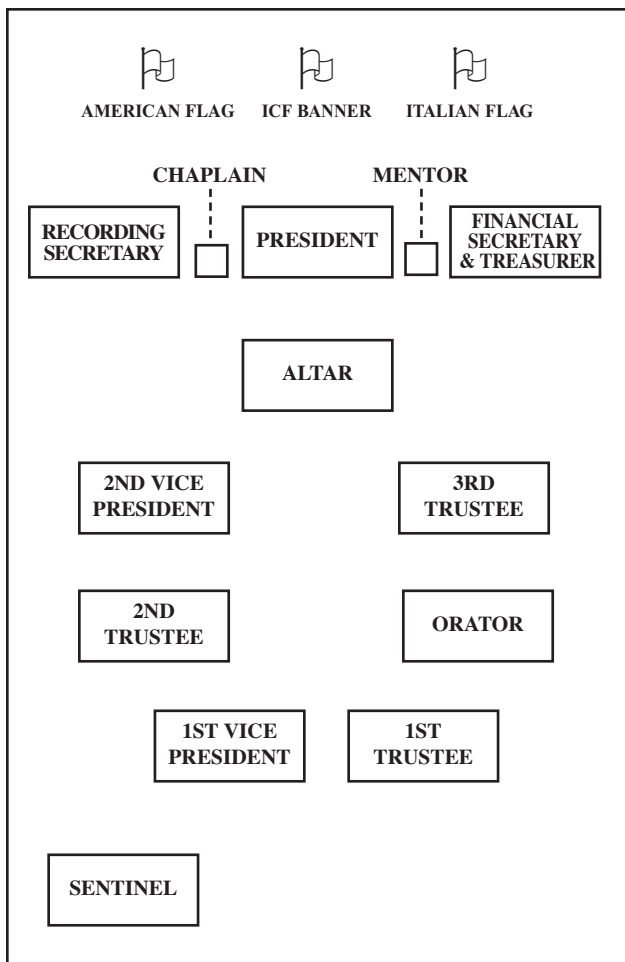 AMERICAN FLAG
ICF BANNER
ITALIAN FLAG
CHAPLAIN
MENTOR
RECORDING
SECRETARY
PRESIDENT
FINANCIAL
SECRETARY
& TREASURER
ALTAR
2ND VICE
PRESIDENT
3RD
TRUSTEE
2ND
TRUSTEE
ORATOR
1ST VICE
PRESIDENT
1ST
TRUSTEE
SENTINEL